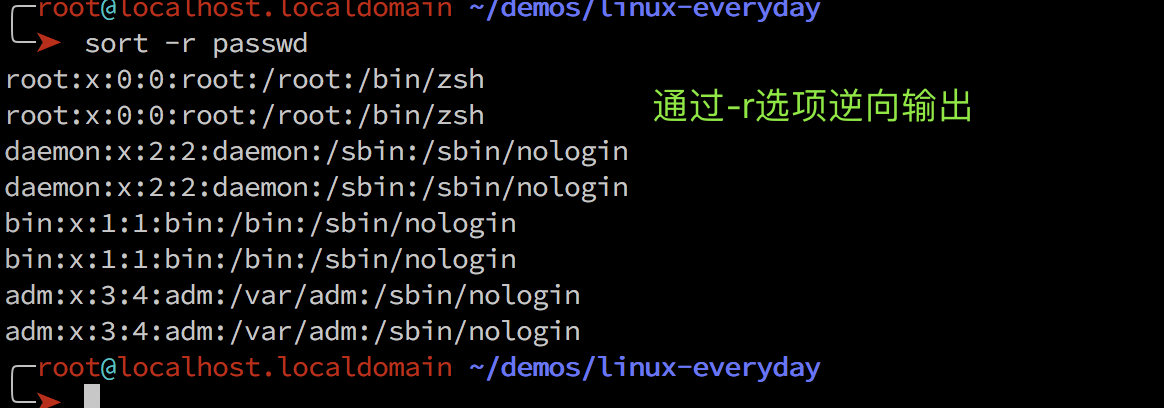 root@localhost.localdomain ~/demos/linux-everyday
➤ sort -r passwd
root:x:0:0:root:/root:/bin/zsh
root:x:0:0:root:/root:/bin/zsh
通过-r选项逆向输出
daemon:x:2:2:daemon:/sbin:/sbin/nologin
daemon:x:2:2:daemon:/sbin:/sbin/nologin
bin:x:1:1:bin:/bin:/sbin/nologin
bin:x:1:1:bin:/bin:/sbin/nologin
adm:x:3:4:adm:/var/adm:/sbin/nologin
adm:x:3:4:adm:/var/adm:/sbin/nologin
root@localhost.localdomain ~/demos/linux-everyday
➤